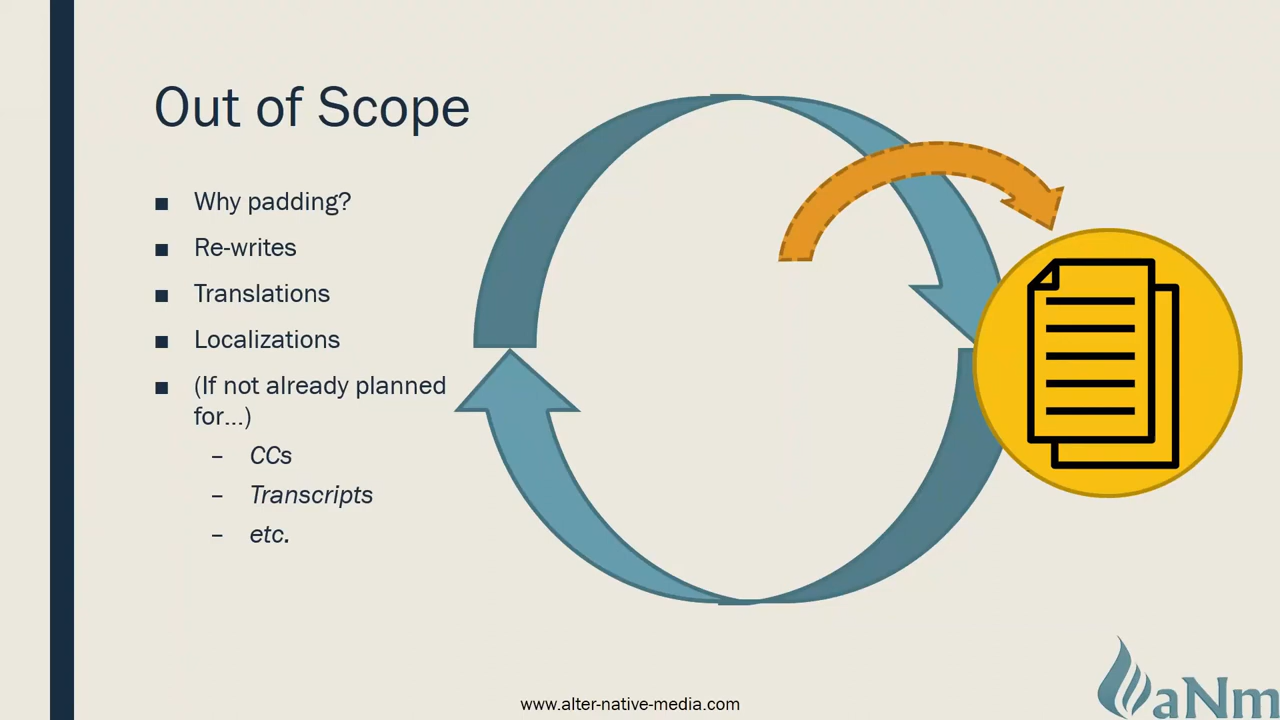 Out of Scope
■ Why padding?
■ Re-writes
■ Translations
■ Localizations
■ (If not already planned
for...)
– CCs
– Transcripts
– etc.
www.alter-native-media.com
aNm